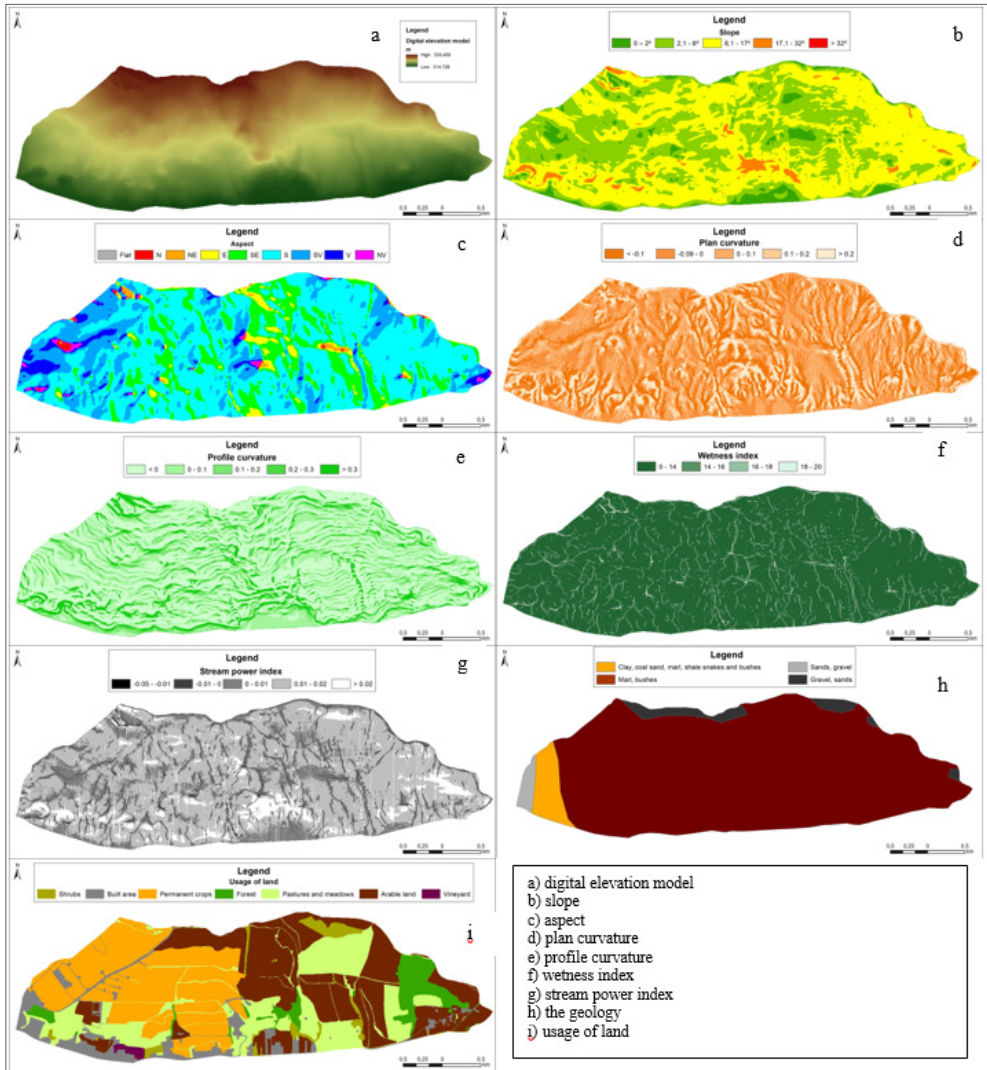 N
a
Legend
Digital elevation model
m
High :
Low :
0.5 0.25 0 0.5
km
N
Legend
Slope
0 – 2° 2,1 - 6° 6,1 - 17° 17,1 - 32° > 32°
b
0.5 0.25 0 0.5
km
N
Legend
Aspect
Flat N NE E SE S SV V NV
c
0.5 0.25 0 0.5
km
N
Legend
Plan curvature
< -0.1 -0.09 - 0 0 - 0.1 0.1 - 0.2 > 0.2
d
0.5 0.25 0 0.5
km
N
Legend
Profile curvature
< 0 0 - 0.1 0.1 - 0.2 0.2 - 0.3 > 0.3
e
0.5 0.25 0 0.5
km
N
Legend
Wetness index
0 - 14 14 - 16 16 - 18 18 - 20
f
0.5 0.25 0 0.5
km
N
Legend
Stream power index
-0.05 - -0.01 -0.01 - 0 0 - 0.01 0.01 - 0.02 > 0.02
g
0.5 0.25 0 0.5
km
N
Legend
Clay, coal sand, marl, shale snakes and bushes Sands, gravel
Marl, bushes Gravel, sands
h
0.5 0.25 0 0.5
km
N
Legend
Usage of land
Shrubs Built area Permanent crops Forest Pastures and meadows Arable land Vineyard
i
0.5 0.25 0 0.5
km
a) digital elevation model
b) slope
c) aspect
d) plan curvature
e) profile curvature
f) wetness index
g) stream power index
h) the geology
i) usage of land